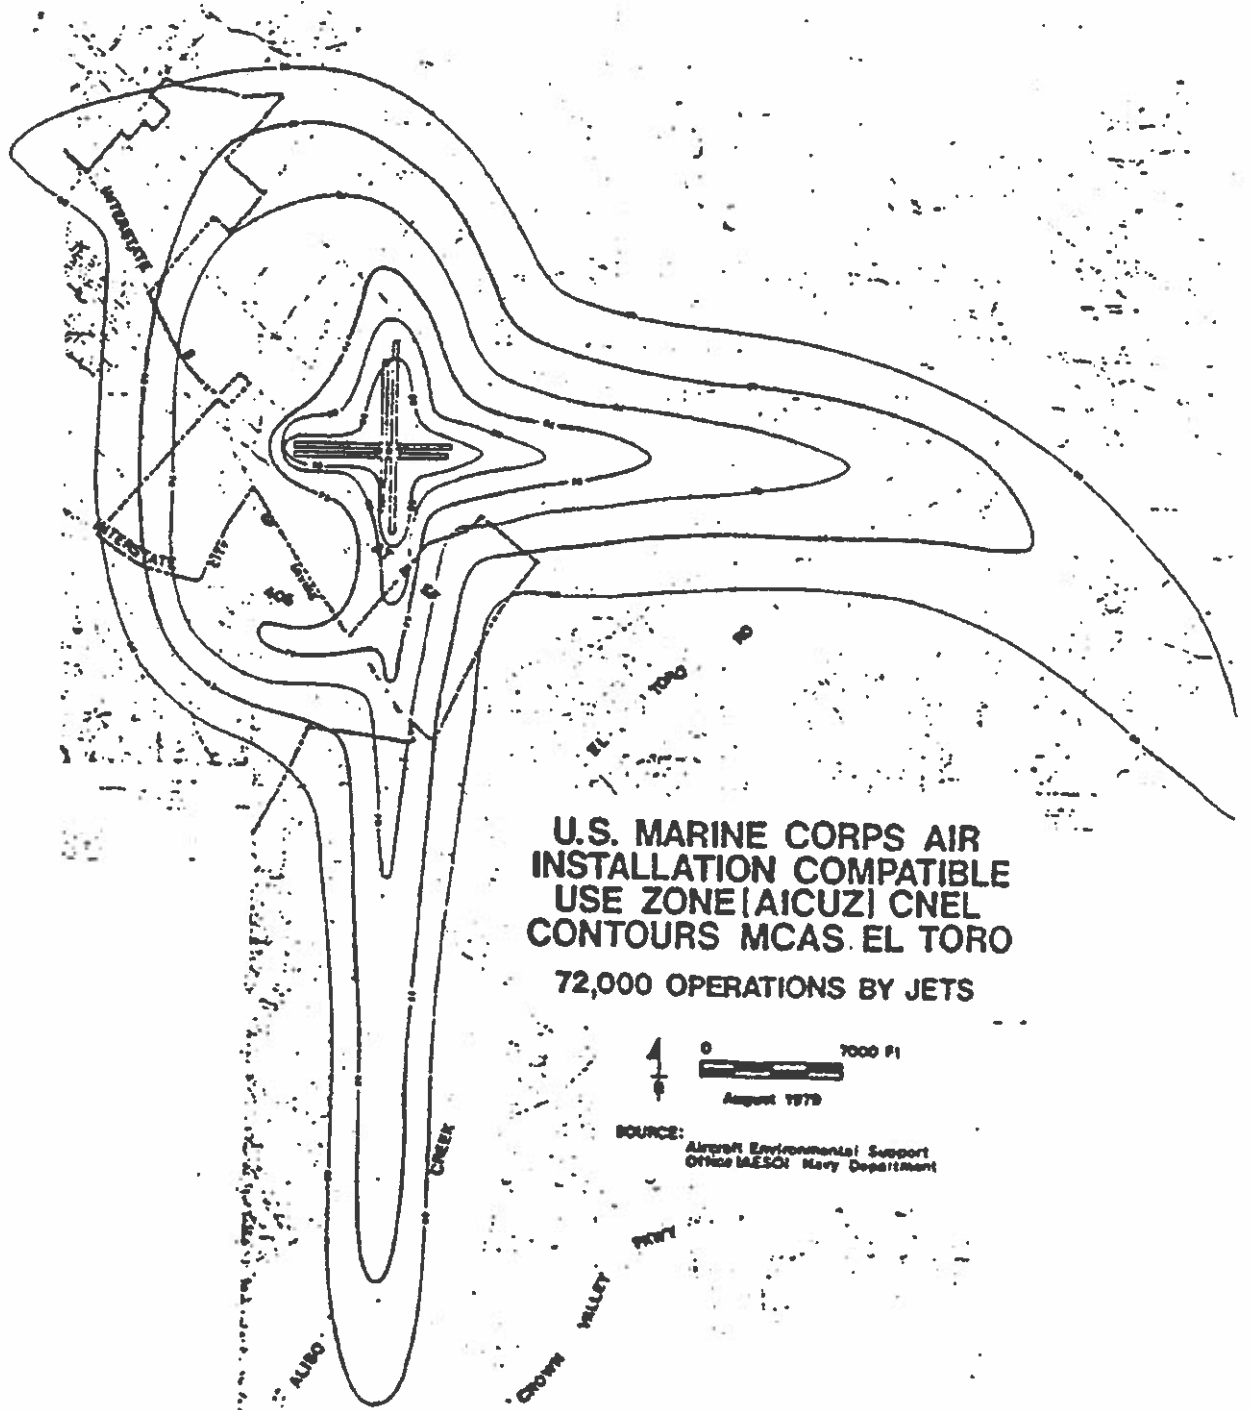 INTERSTATE
INTERSTATE
405
EL TORO RD
U.S. MARINE CORPS AIR
INSTALLATION COMPATIBLE
USE ZONE [AICUZ] CNEL
CONTOURS MCAS. EL TORO
72,000 OPERATIONS BY JETS
0 7000 Ft
August 1979
SOURCE:
Aircraft Environmental Support
Office (AESO) Navy Department
CREEK
PKWY
VALLEY
ALISO
CROWN